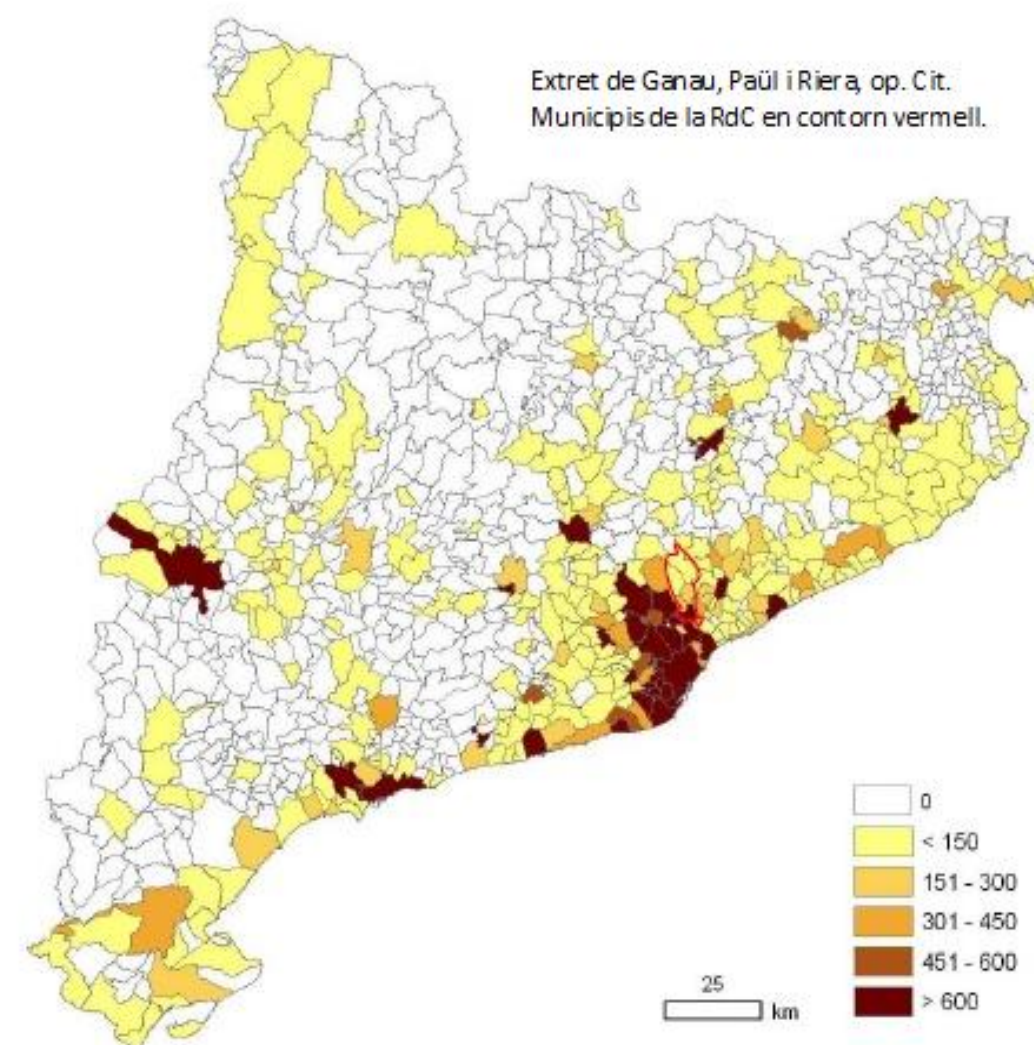 Extret de Ganau, Paül i Riera, op. Cit.
Municipis de la RdC en contorn vermell.
0
< 150
151 - 300
301 - 450
451 - 600
> 600
25
km